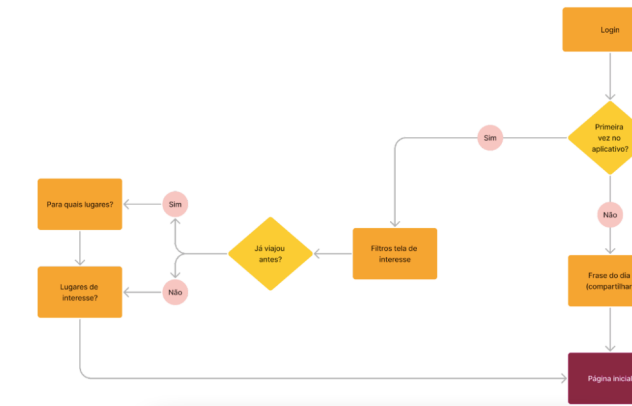 Login
Primeira
vez no
aplicativo?
Sim
Não
Frase do dia
(compartilhar
Página inicial
Filtros tela de
interesse
Já viajou
antes?
Sim
Não
Para quais lugares?
Lugares de
interesse?